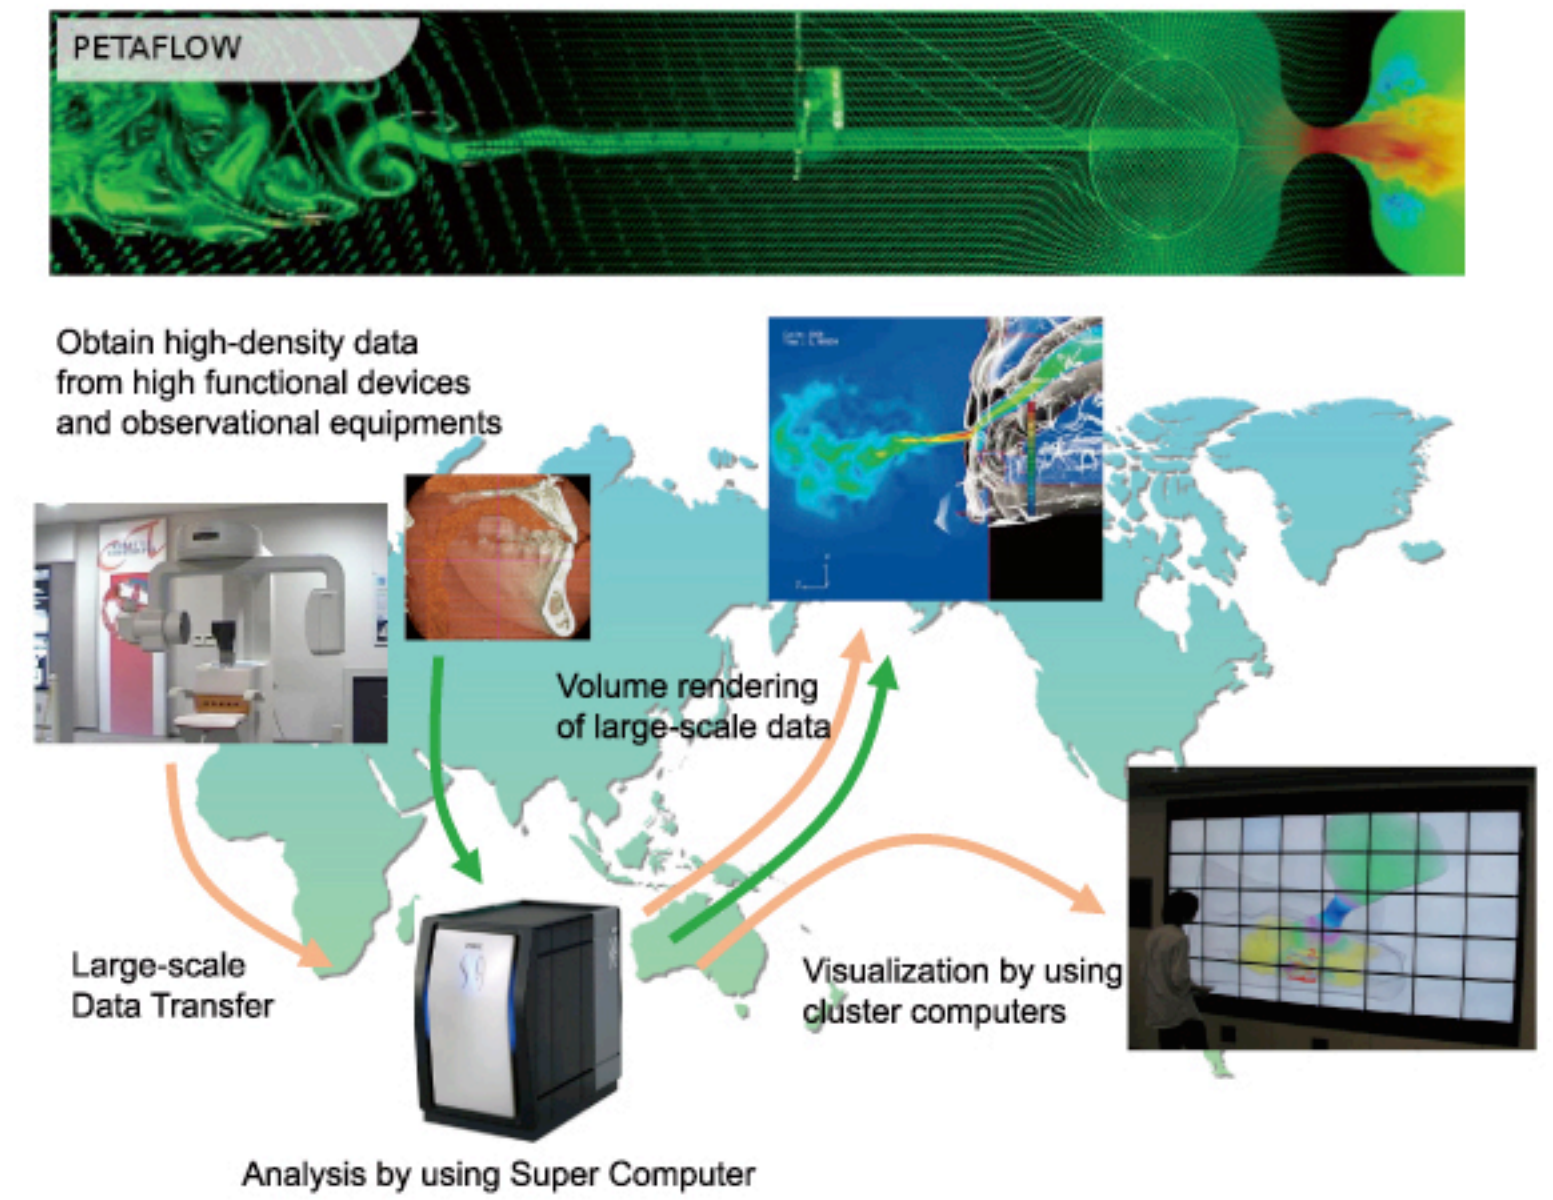 PETAFLOW
Obtain high-density data
from high functional devices
and observational equipments
Volume rendering
of large-scale data
Large-scale
Data Transfer
Visualization by using
cluster computers
Analysis by using Super Computer